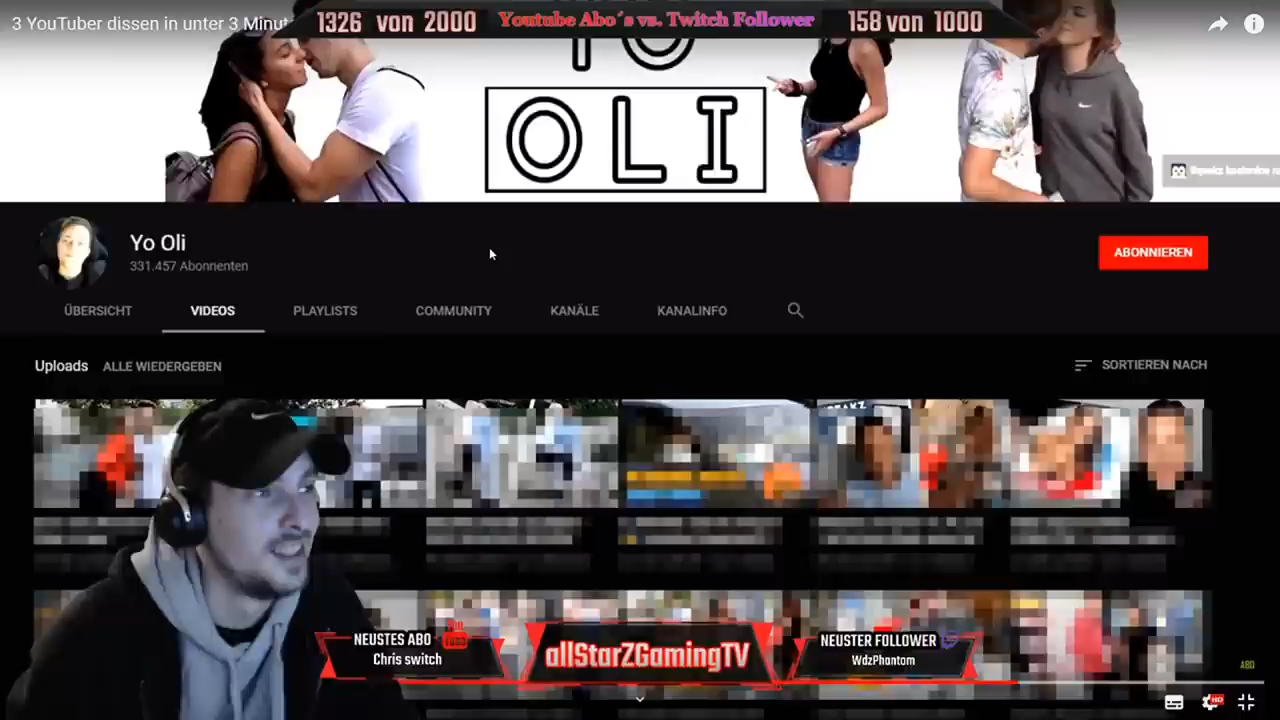 3 YouTuber dissen in unter 3 Minut
1326 von 2000
Youtube Abo´s vs. Twitch Follower
158 von 1000
YO
OLI
Yo Oli
331.457 Abonnenten
ABONNIEREN
ÜBERSICHT
VIDEOS
PLAYLISTS
COMMUNITY
KANÄLE
KANALINFO
Uploads
ALLE WIEDERGEBEN
SORTIEREN NACH
NEUSTES ABO
Chris switch
allStarZGamingTV
NEUSTER FOLLOWER
WdzPhantom
ABO
HD